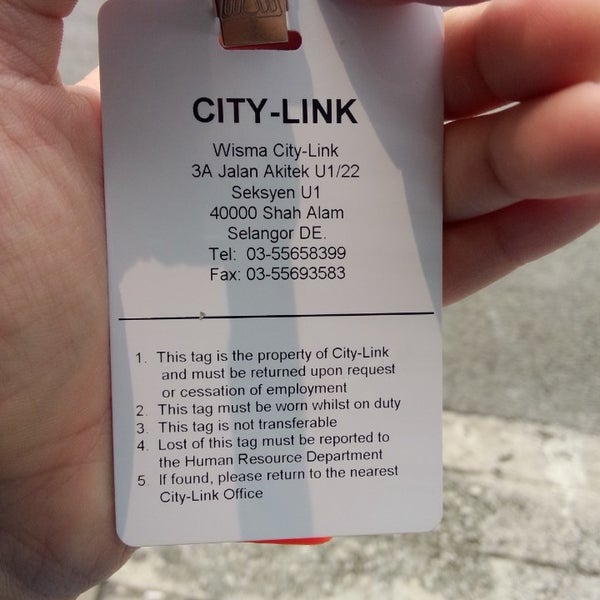 CITY-LINK
Wisma City-Link
3A Jalan Akitek U1/22
Seksyen U1
40000 Shah Alam
Selangor DE.
Tel: 03-55658399
Fax: 03-55693583
1. This tag is the property of City-Link
and must be returned upon request
or cessation of employment
2. This tag must be worn whilst on duty
3. This tag is not transferable
4. Lost of this tag must be reported to
the Human Resource Department
5. If found, please return to the nearest
City-Link Office